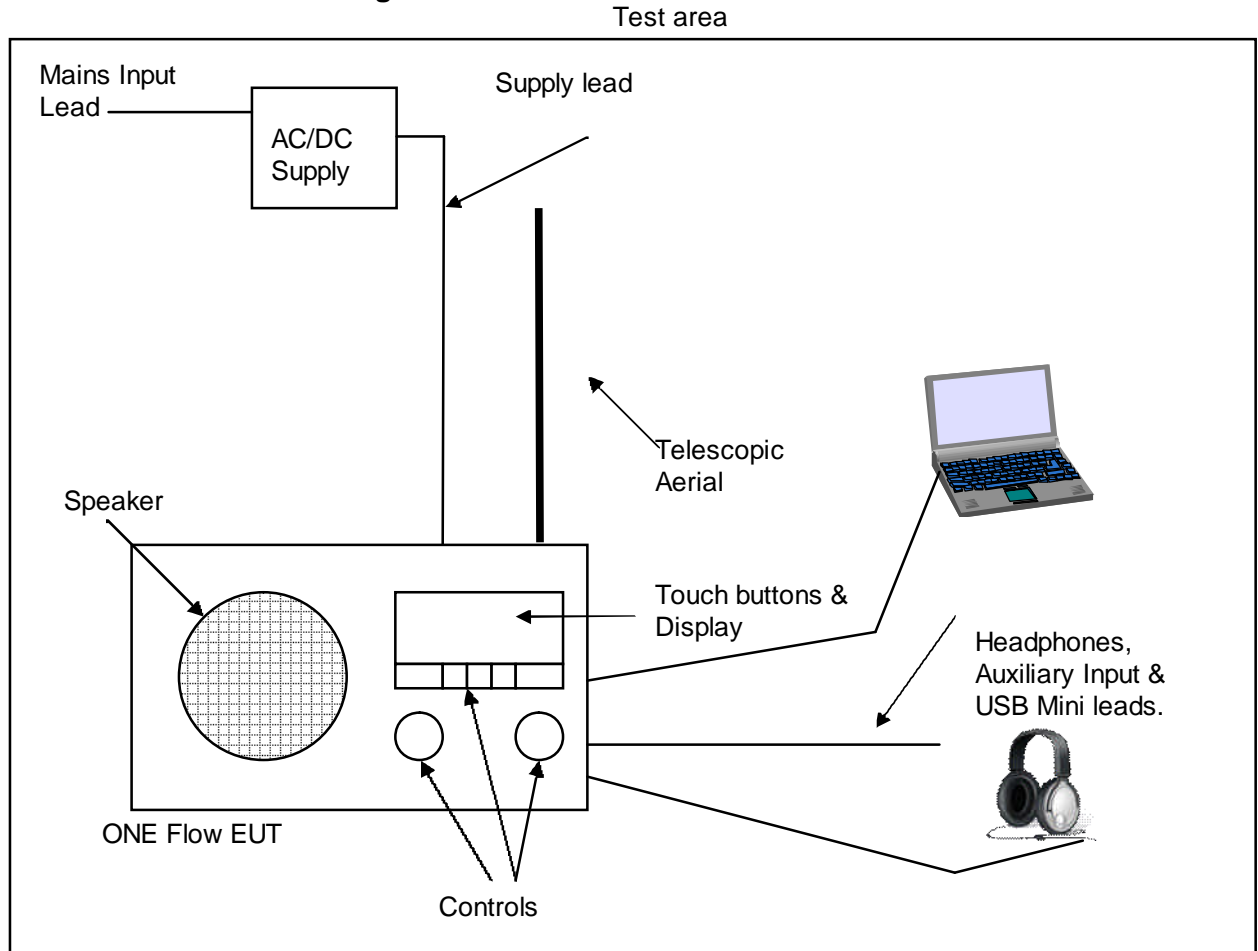 Test area
Mains Input
Lead
AC/DC
Supply
Supply lead
Telescopic
Aerial
Speaker
Touch buttons &
Display
Headphones,
Auxiliary Input &
USB Mini leads.
ONE Flow EUT
Controls